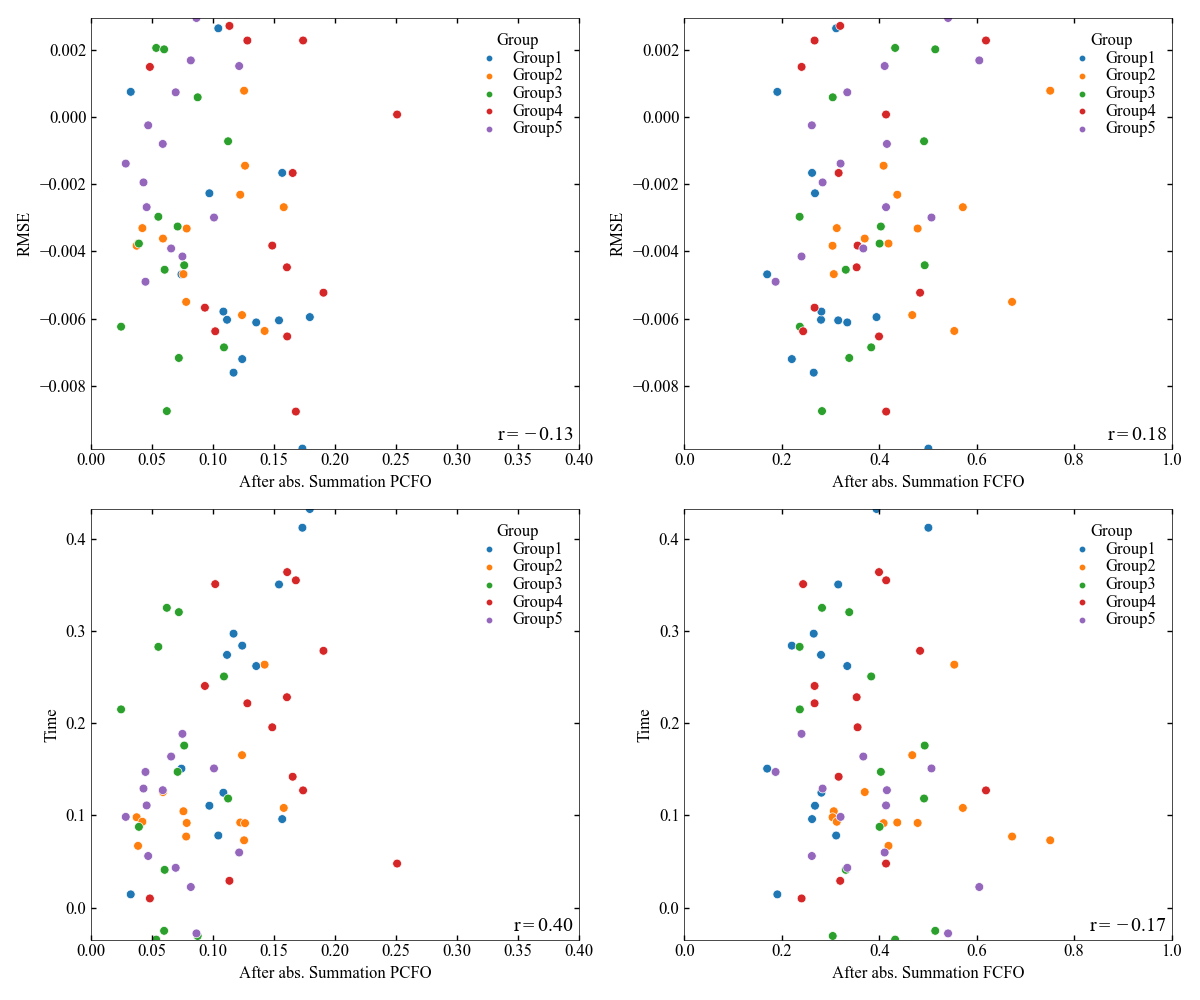 RMSE
0.002
0.000
−0.002
−0.004
−0.006
−0.008
Group
Group1
Group2
Group3
Group4
Group5
r=−0.13
0.00 0.05 0.10 0.15 0.20 0.25 0.30 0.35 0.40
After abs. Summation PCFO
RMSE
0.002
0.000
−0.002
−0.004
−0.006
−0.008
Group
Group1
Group2
Group3
Group4
Group5
r=0.18
0.0 0.2 0.4 0.6 0.8 1.0
After abs. Summation FCFO
Time
0.4
0.3
0.2
0.1
0.0
Group
Group1
Group2
Group3
Group4
Group5
r=0.40
0.00 0.05 0.10 0.15 0.20 0.25 0.30 0.35 0.40
After abs. Summation PCFO
Time
0.4
0.3
0.2
0.1
0.0
Group
Group1
Group2
Group3
Group4
Group5
r=−0.17
0.0 0.2 0.4 0.6 0.8 1.0
After abs. Summation FCFO